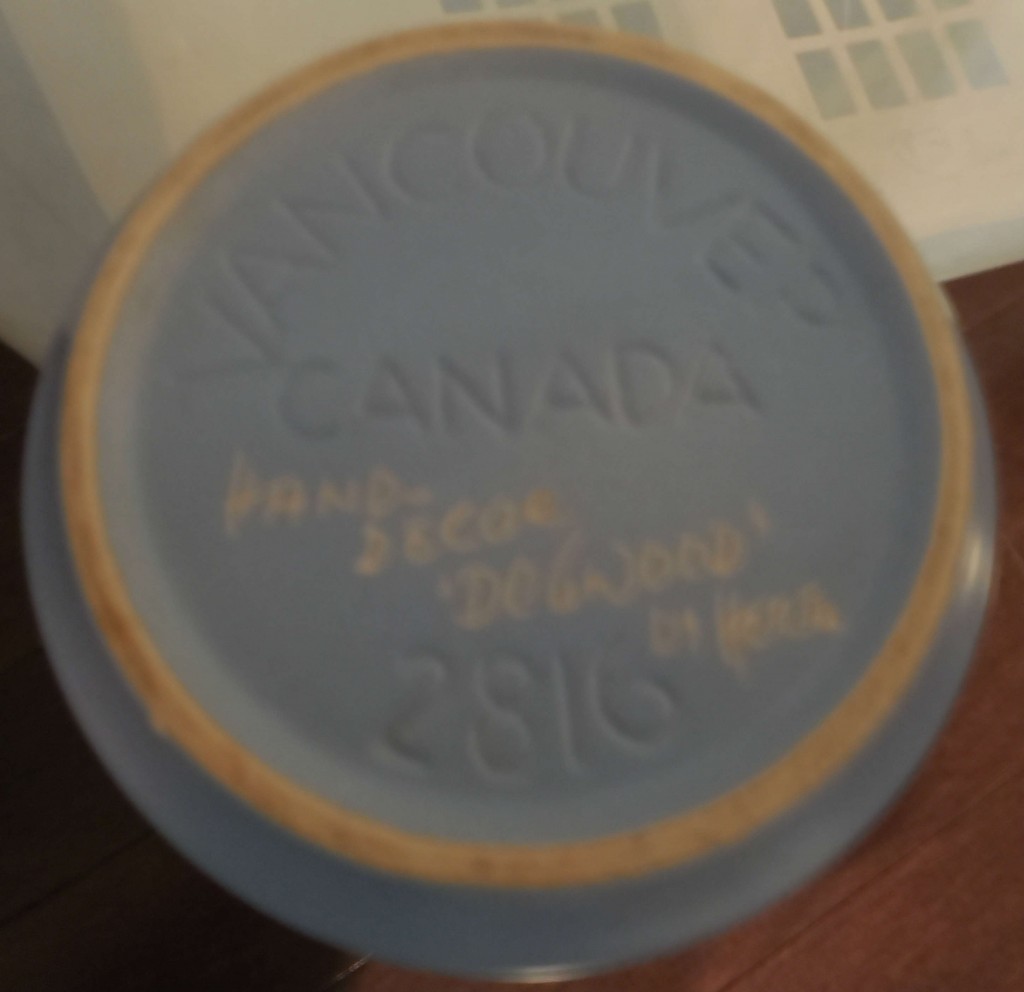 VANCOUVER
CANADA
HAND-
DECOR
'DOGWOOD'
2816